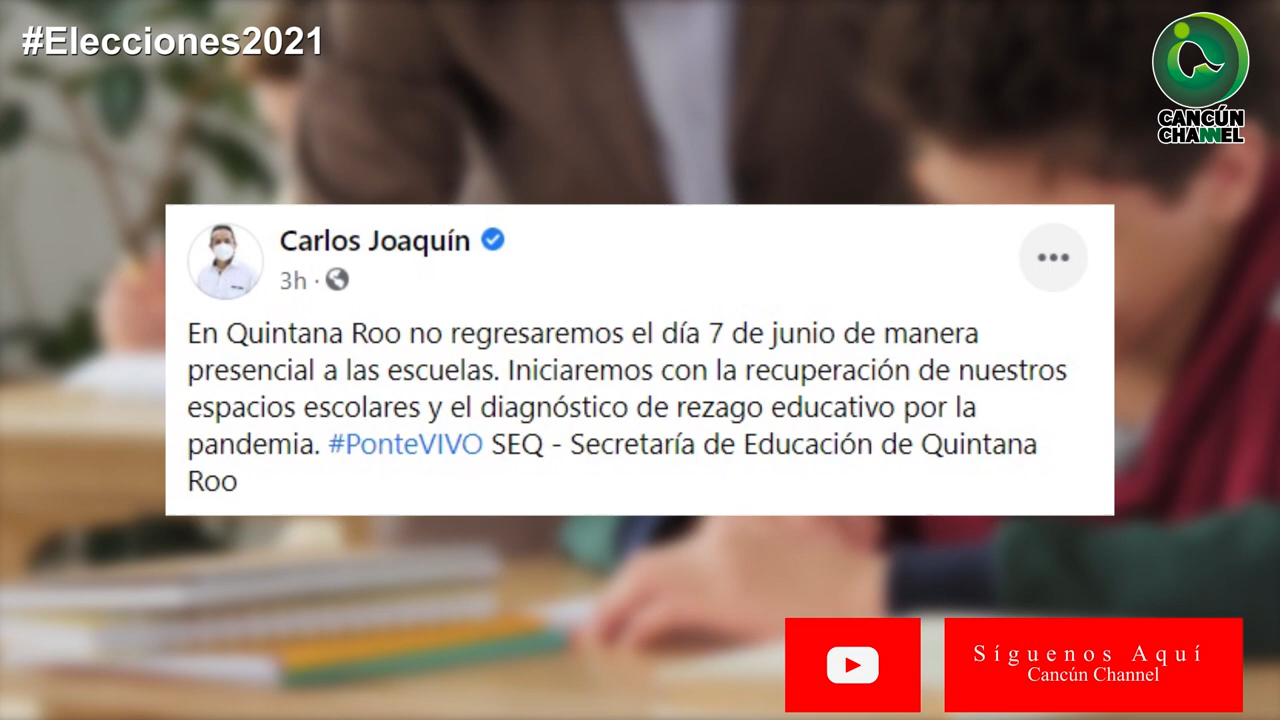 #Elecciones2021
CANCÚN
CHANNEL
Carlos Joaquín
3h ·
En Quintana Roo no regresaremos el día 7 de junio de manera
presencial a las escuelas. Iniciaremos con la recuperación de nuestros
espacios escolares y el diagnóstico de rezago educativo por la
pandemia. #PonteVIVO SEQ - Secretaría de Educación de Quintana
Roo
Síguenos Aquí
Cancún Channel